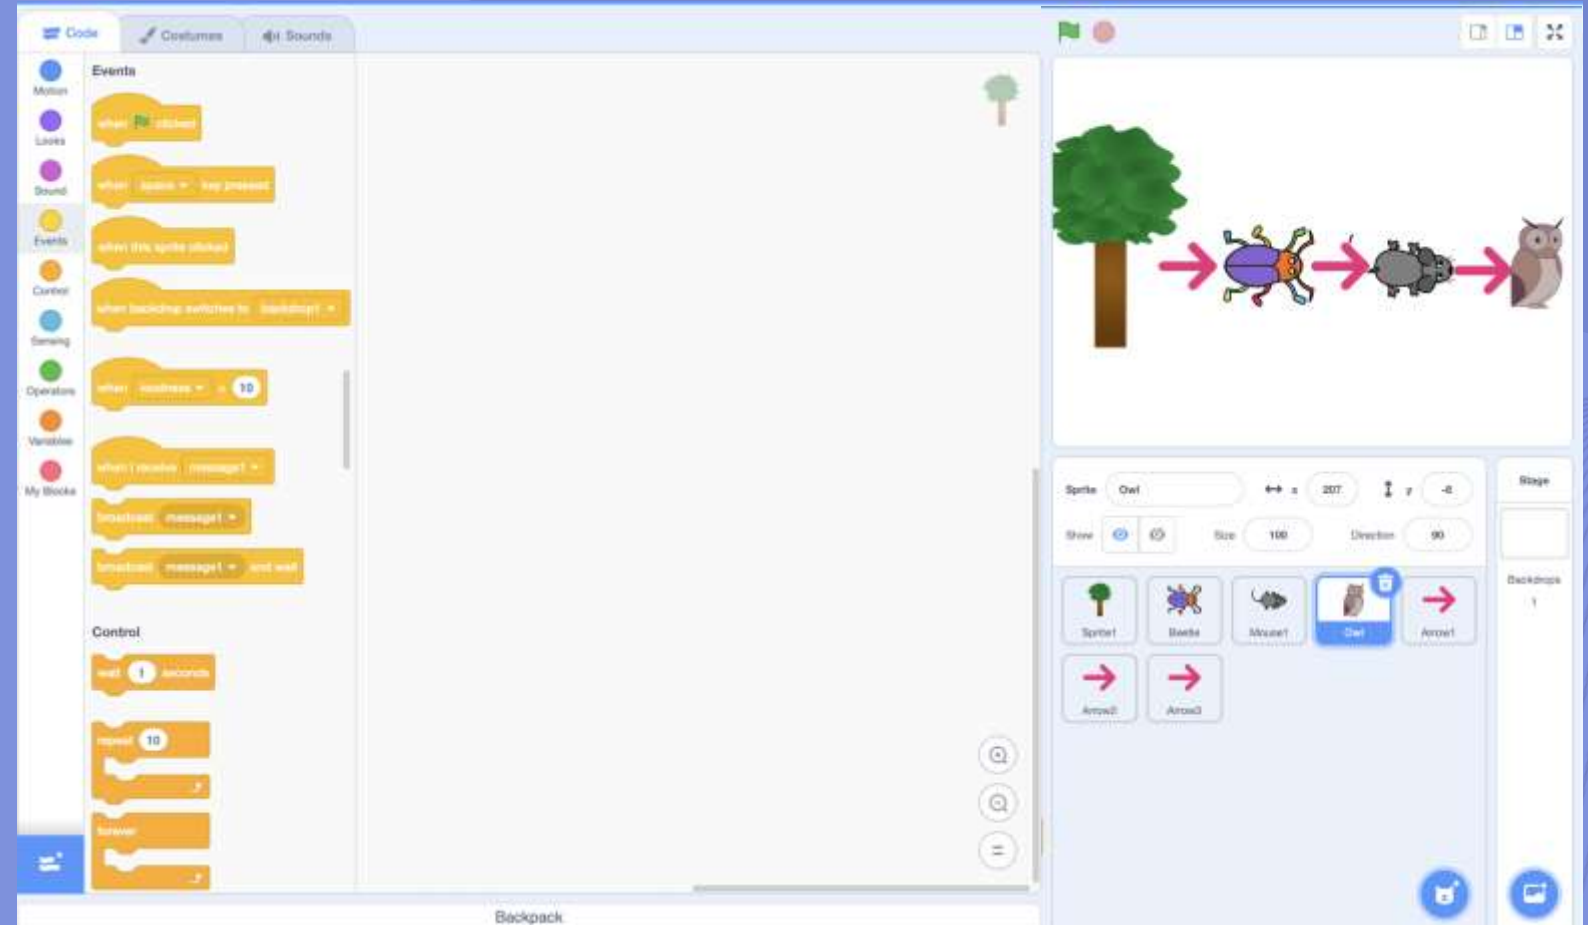 Code
Costumes
Sounds
Motion
Looks
Sound
Events
Control
Sensing
Operators
Variables
My Blocks
Events
when clicked
when space key pressed
when this sprite clicked
when backdrop switches to backdrop1
when loudness > 10
when I receive message1
broadcast message1
broadcast message1 and wait
Control
wait 1 seconds
repeat 10
forever
Backpack
Sprite Owl x 207 y
Show Size 100 Direction 90
Sprite1
Beetle
Mouse1
Owl
Arrow1
Arrow2
Arrow3
Stage
Backdrops
1